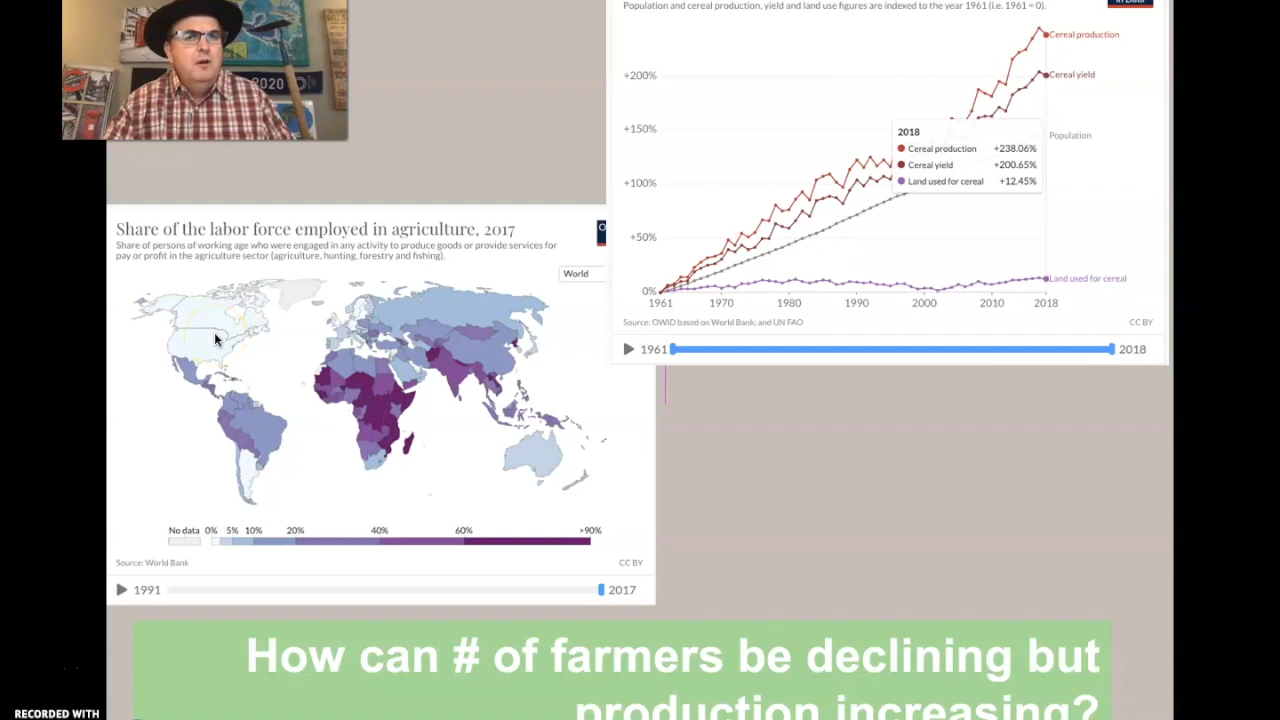 Population and cereal production, yield and land use figures are indexed to the year 1961 (i.e. 1961 = 0).
in Data
2020
Cereal production
+200%
Cereal yield
+150%
Population
2018
Cereal production +238.06%
Cereal yield +200.65%
Land used for cereal +12.45%
+100%
+50%
Land used for cereal
0%
1961 1970 1980 1990 2000 2010 2018
Source: OWID based on World Bank; and UN FAO CC BY
1961 2018
Share of the labor force employed in agriculture, 2017
Share of persons of working age who were engaged in any activity to produce goods or provide services for
pay or profit in the agriculture sector (agriculture, hunting, forestry and fishing).
World
No data 0% 5% 10% 20% 40% 60% >90%
Source: World Bank CC BY
1991 2017
How can # of farmers be declining but
production increasing?
RECORDED WITH